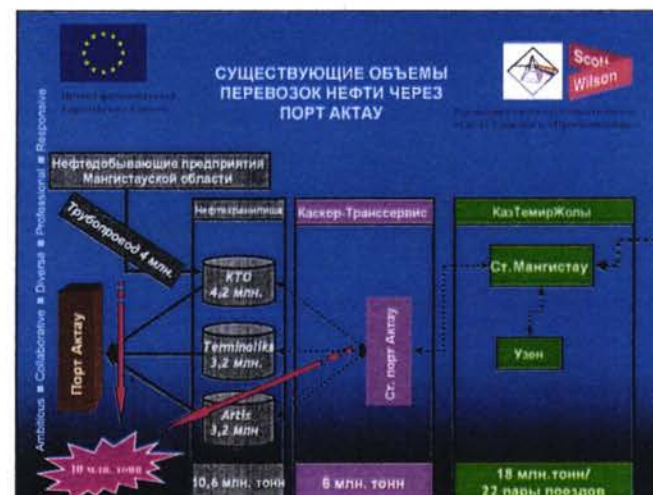 Ambitious ■ Collaborative ■ Diverse ■ Professional ■ Responsive
Scott
Wilson
СУЩЕСТВУЮЩИЕ ОБЪЕМЫ
ПЕРЕВОЗОК НЕФТИ ЧЕРЕЗ
ПОРТ АКТАУ
Нефтедобывающие предприятия
Мангистауской области
Трубопровод 4 млн.
Нефтехранилища
Каскор-Транссервис
КазТемирЖолы
КТО
4,2 млн.
Terminaliks
3,2 млн.
Artis
3,2 млн.
Порт Актау
Ст. порт Актау
Ст. Мангистау
Узен
10 млн. тонн
10,6 млн. тонн
6 млн. тонн
18 млн.тонн/
22 пары поездов